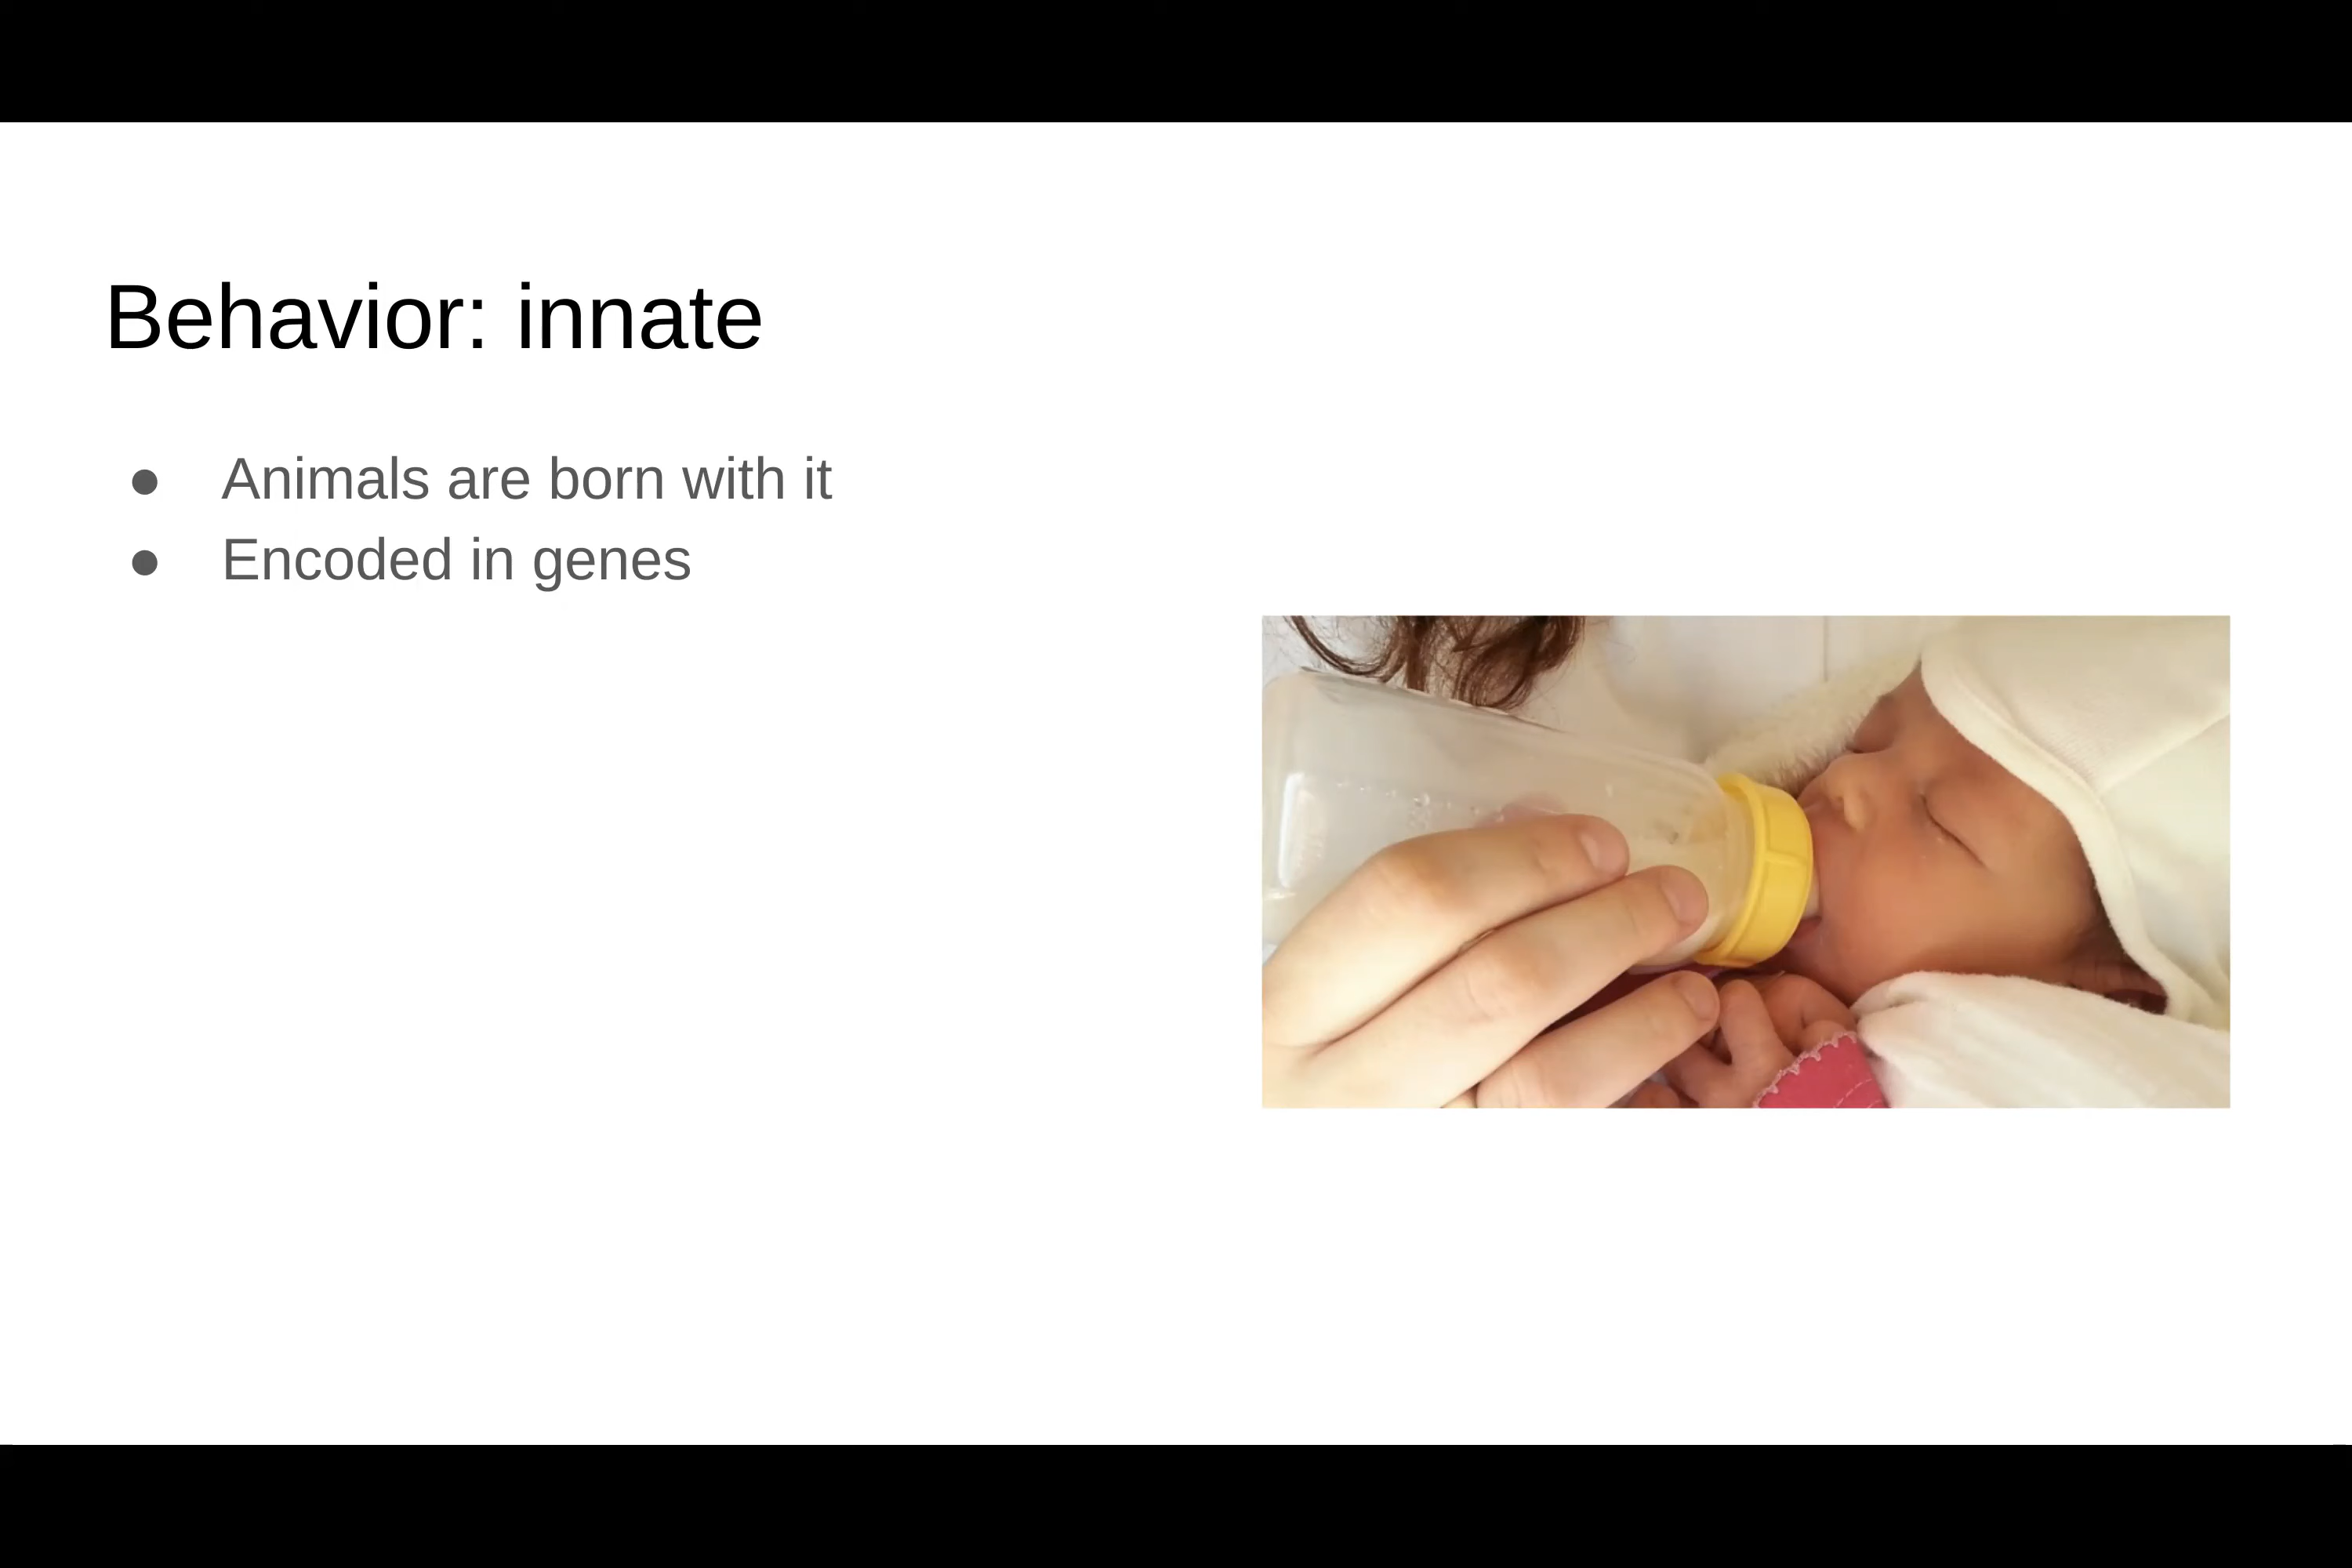 Behavior: innate
● Animals are born with it
● Encoded in genes